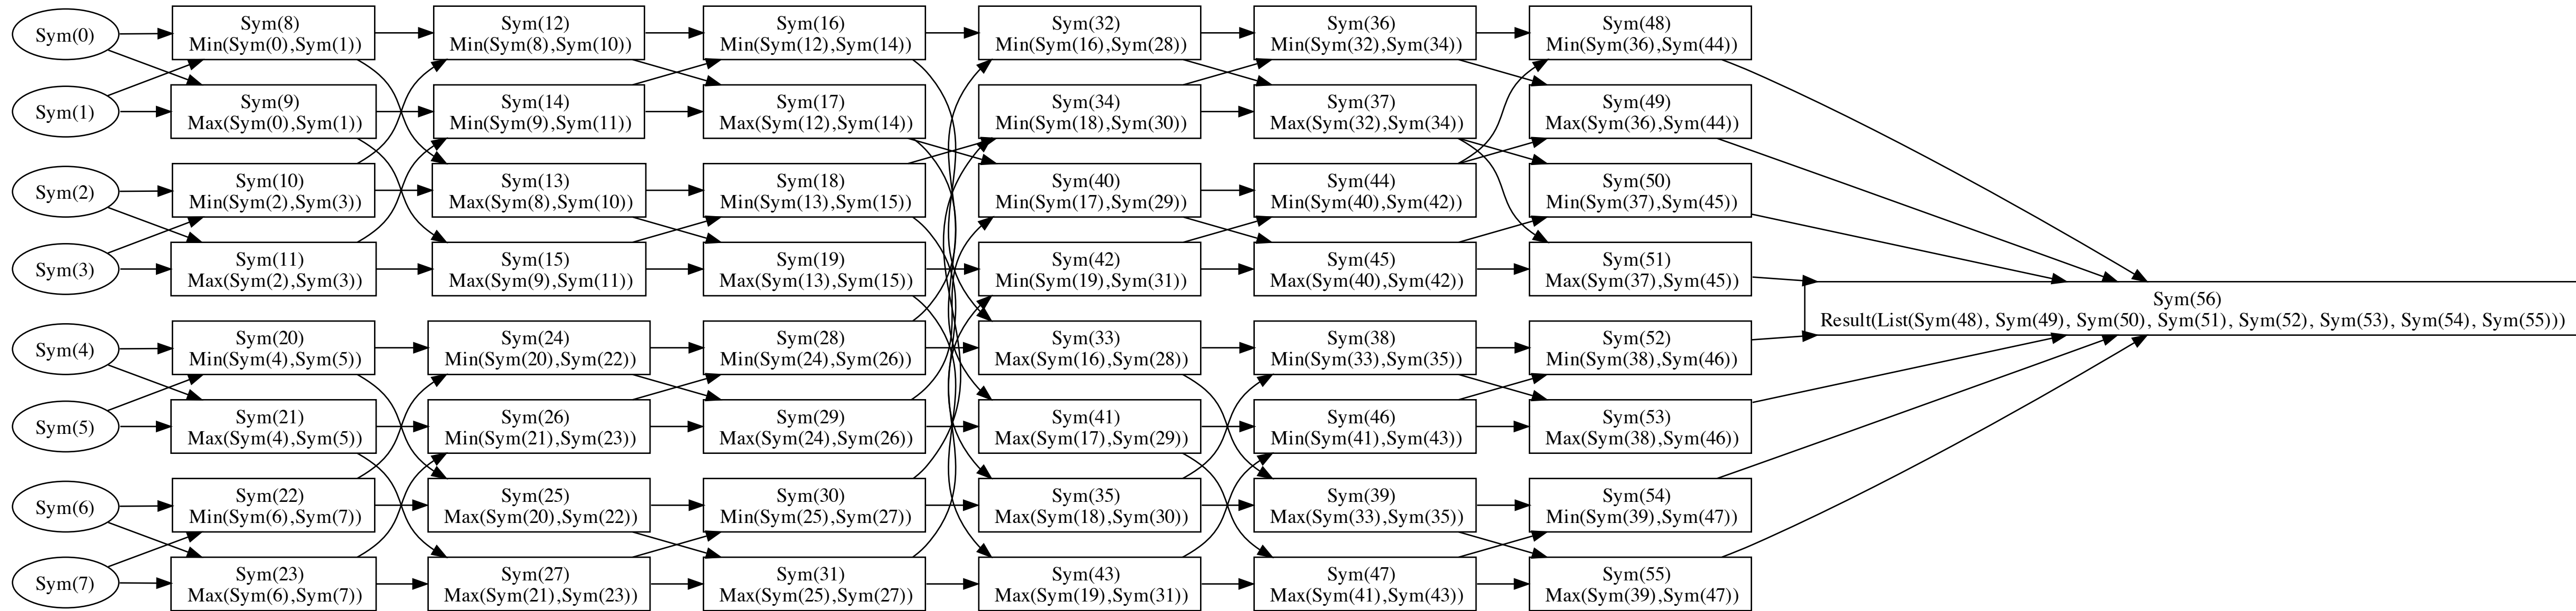 Sym(0)
Sym(1)
Sym(2)
Sym(3)
Sym(4)
Sym(5)
Sym(6)
Sym(7)
Sym(8)
Min(Sym(0),Sym(1))
Sym(9)
Max(Sym(0),Sym(1))
Sym(10)
Min(Sym(2),Sym(3))
Sym(11)
Max(Sym(2),Sym(3))
Sym(20)
Min(Sym(4),Sym(5))
Sym(21)
Max(Sym(4),Sym(5))
Sym(22)
Min(Sym(6),Sym(7))
Sym(23)
Max(Sym(6),Sym(7))
Sym(12)
Min(Sym(8),Sym(10))
Sym(14)
Min(Sym(9),Sym(11))
Sym(13)
Max(Sym(8),Sym(10))
Sym(15)
Max(Sym(9),Sym(11))
Sym(24)
Min(Sym(20),Sym(22))
Sym(26)
Min(Sym(21),Sym(23))
Sym(25)
Max(Sym(20),Sym(22))
Sym(27)
Max(Sym(21),Sym(23))
Sym(16)
Min(Sym(12),Sym(14))
Sym(17)
Max(Sym(12),Sym(14))
Sym(18)
Min(Sym(13),Sym(15))
Sym(19)
Max(Sym(13),Sym(15))
Sym(28)
Min(Sym(24),Sym(26))
Sym(29)
Max(Sym(24),Sym(26))
Sym(30)
Min(Sym(25),Sym(27))
Sym(31)
Max(Sym(25),Sym(27))
Sym(32)
Min(Sym(16),Sym(28))
Sym(34)
Min(Sym(18),Sym(30))
Sym(40)
Min(Sym(17),Sym(29))
Sym(42)
Min(Sym(19),Sym(31))
Sym(33)
Max(Sym(16),Sym(28))
Sym(41)
Max(Sym(17),Sym(29))
Sym(35)
Max(Sym(18),Sym(30))
Sym(43)
Max(Sym(19),Sym(31))
Sym(36)
Min(Sym(32),Sym(34))
Sym(37)
Max(Sym(32),Sym(34))
Sym(44)
Min(Sym(40),Sym(42))
Sym(45)
Max(Sym(40),Sym(42))
Sym(38)
Min(Sym(33),Sym(35))
Sym(46)
Min(Sym(41),Sym(43))
Sym(39)
Max(Sym(33),Sym(35))
Sym(47)
Max(Sym(41),Sym(43))
Sym(48)
Min(Sym(36),Sym(44))
Sym(49)
Max(Sym(36),Sym(44))
Sym(50)
Min(Sym(37),Sym(45))
Sym(51)
Max(Sym(37),Sym(45))
Sym(52)
Min(Sym(38),Sym(46))
Sym(53)
Max(Sym(38),Sym(46))
Sym(54)
Min(Sym(39),Sym(47))
Sym(55)
Max(Sym(39),Sym(47))
Sym(56)
Result(List(Sym(48), Sym(49), Sym(50), Sym(51), Sym(52), Sym(53), Sym(54), Sym(55)))